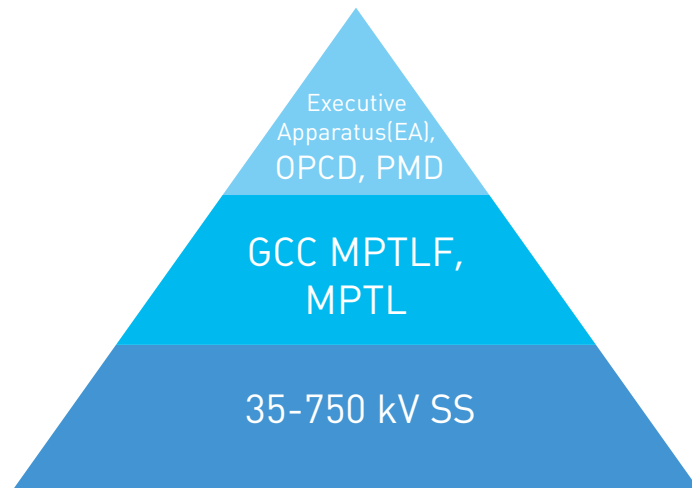 Executive
Apparatus(EA),
OPCD, PMD
GCC MPTLF,
MPTL
35-750 kV SS